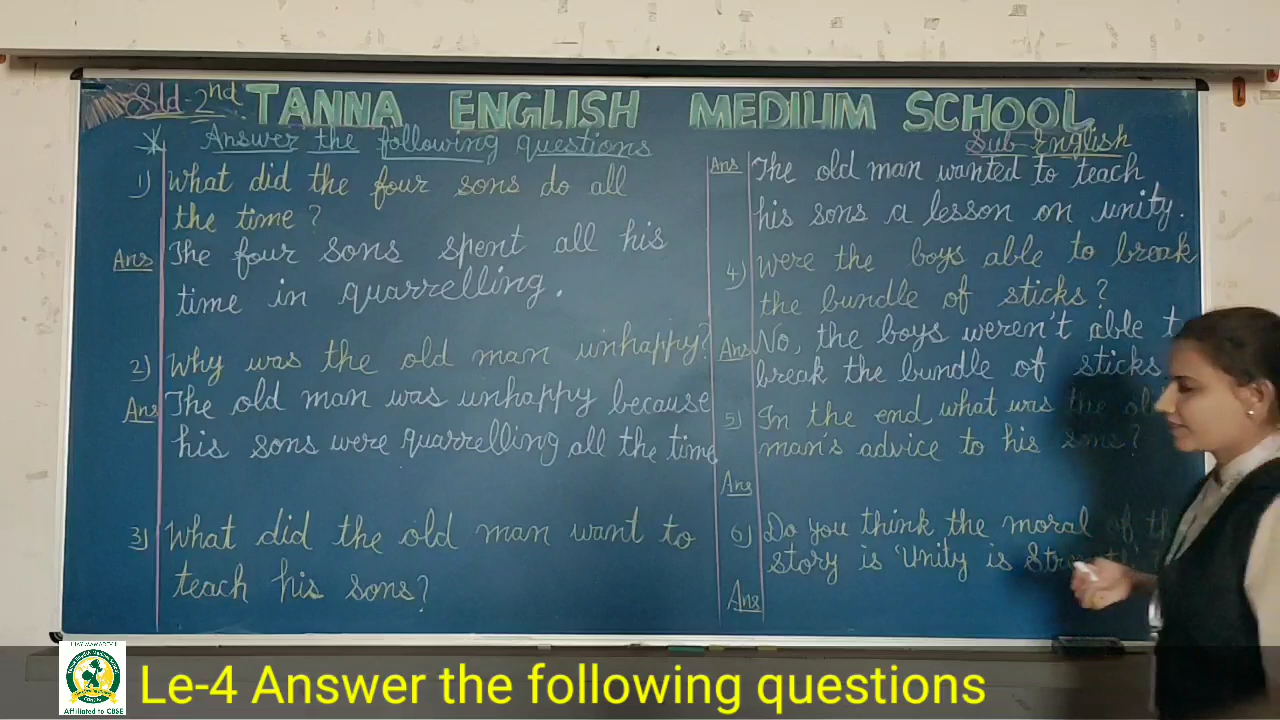 Std-2nd TANNA ENGLISH MEDIUM SCHOOL
Sub-English
Answer the following questions
1) What did the four sons do all
the time?
Ans The four sons spent all his
time in quarrelling.
2) Why was the old man unhappy?
Ans The old man was unhappy because
his sons were quarrelling all the time
3) What did the old man want to
teach his sons?
Ans The old man wanted to teach
his sons a lesson on unity.
4) Were the boys able to break
the bundle of sticks?
Ans No, the boys weren't able t
break the bundle of sticks
5) In the end, what was the ol
man's advice to his sons?
Ans
6) Do you think the moral of th
story is 'Unity is
Ans
Affiliated to CBSE
Le-4 Answer the following questions